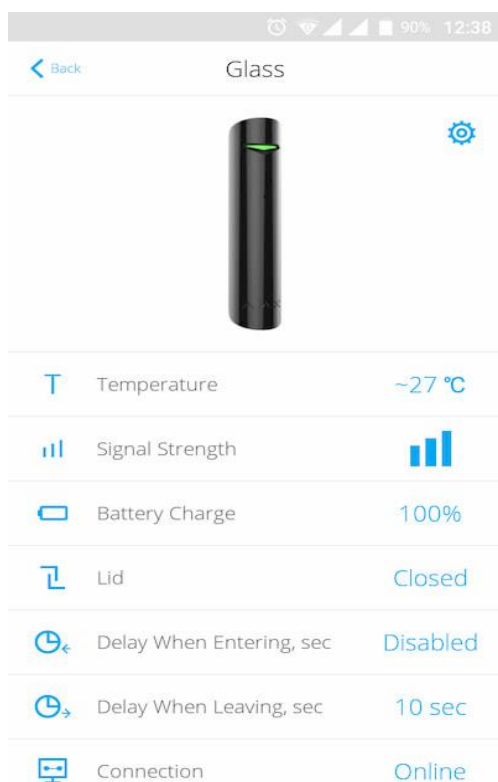 90% 12:38
Back Glass
T Temperature ~27 °C
Signal Strength
Battery Charge 100%
Lid Closed
Delay When Entering, sec Disabled
Delay When Leaving, sec 10 sec
Connection Online